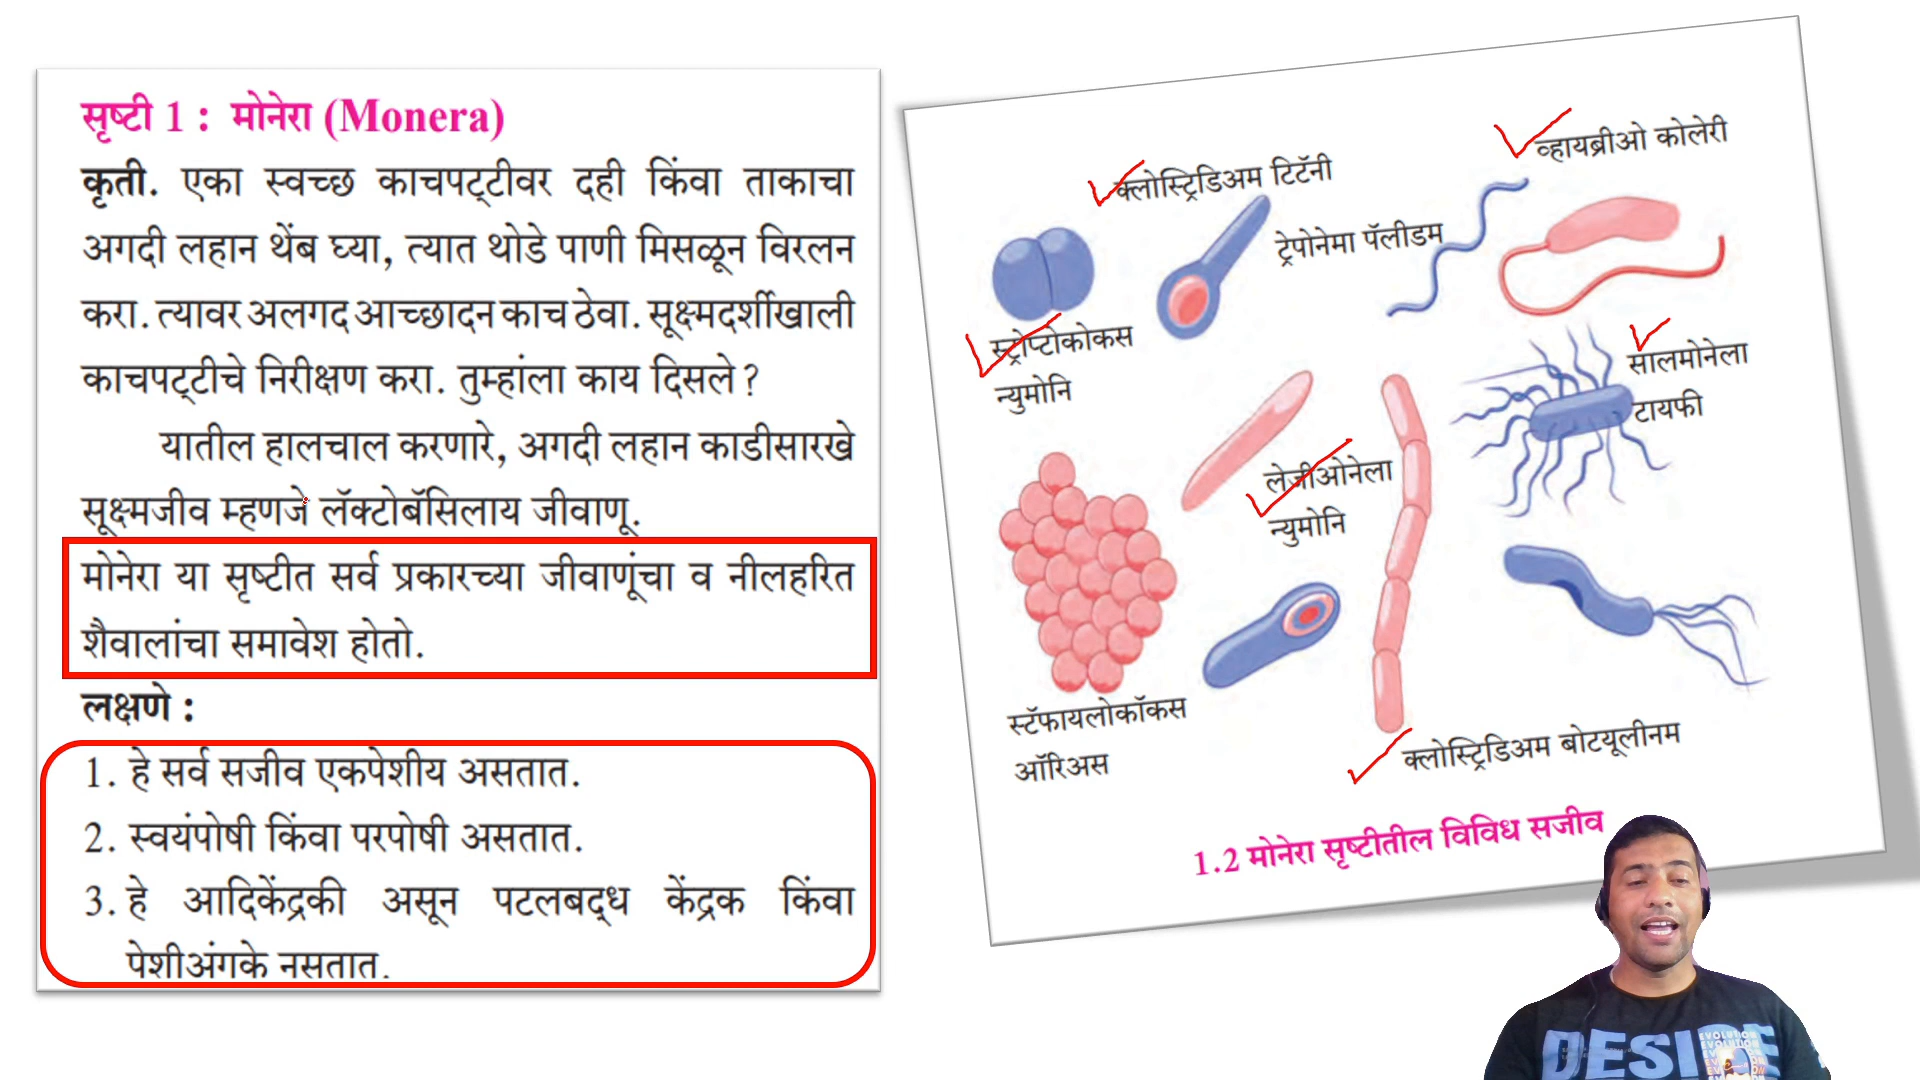 सृष्टी 1 : मोनेरा (Monera)
कृती. एका स्वच्छ काचपट्टीवर दही किंवा ताकाचा
अगदी लहान थेंब घ्या, त्यात थोडे पाणी मिसळून विरलन
करा. त्यावर अलगद आच्छादन काच ठेवा. सूक्ष्मदर्शीखाली
काचपट्टीचे निरीक्षण करा. तुम्हांला काय दिसले?
यातील हालचाल करणारे, अगदी लहान काडीसारखे
सूक्ष्मजीव म्हणजे लॅक्टोबॅसिलाय जीवाणू.
मोनेरा या सृष्टीत सर्व प्रकारच्या जीवाणूंचा व नीलहरित
शैवालांचा समावेश होतो.
लक्षणे :
1. हे सर्व सजीव एकपेशीय असतात.
2. स्वयंपोषी किंवा परपोषी असतात.
3. हे आदिकेंद्रकी असून पटलबद्ध केंद्रक किंवा
पेशीअंगके नसतात.
क्लोस्ट्रिडिअम टिटॅनी
व्हायब्रीओ कोलेरी
ट्रेपोनेमा पॅलीडम
स्ट्रोप्टोकोकस
न्युमोनि
सालमोनेला
टायफी
लेजीओनेला
न्युमोनि
स्टॅफायलोकॉकस
ऑरिअस
क्लोस्ट्रिडिअम बोटयूलीनम
1.2 मोनेरा सृष्टीतील विविध सजीव
DESIRE
EVOLUTION
EVOLUTION